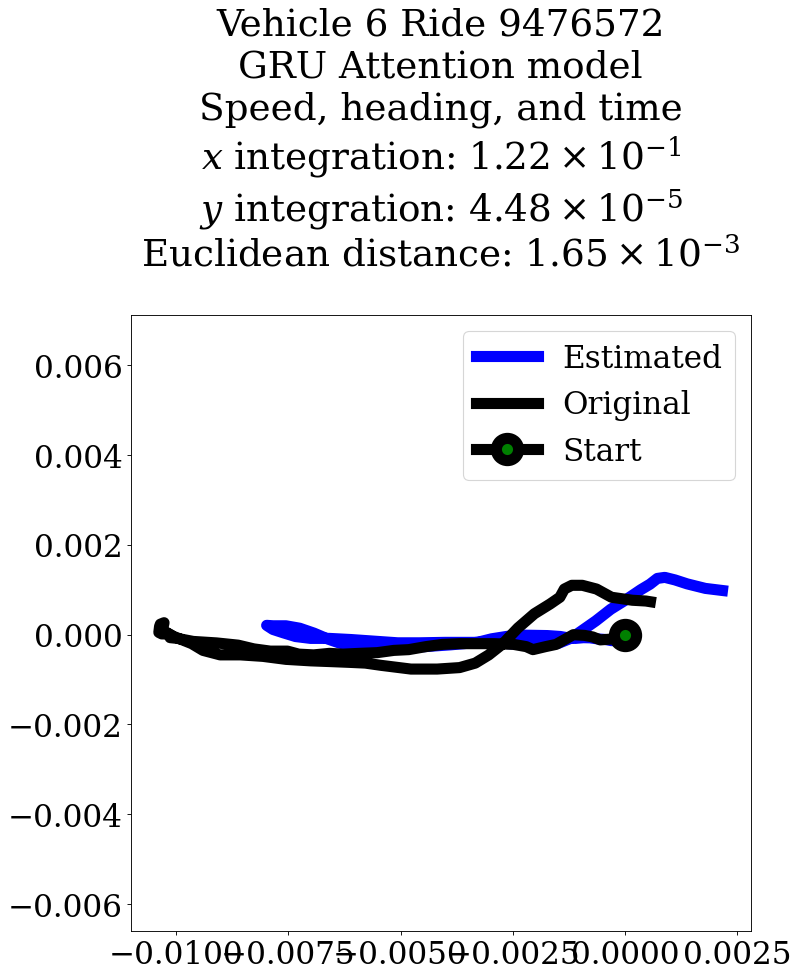 Vehicle 6 Ride 9476572
GRU Attention model
Speed, heading, and time
x integration: 1.22 × 10⁻¹
y integration: 4.48 × 10⁻⁵
Euclidean distance: 1.65 × 10⁻³
Estimated
Original
Start
0.006
0.004
0.002
0.000
−0.002
−0.004
−0.006
−0.0100 −0.0075 −0.0050 −0.0025 0.0000 0.0025